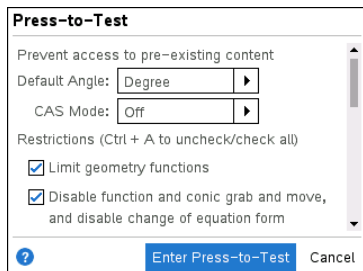 Press-to-Test
Prevent access to pre-existing content
Default Angle: Degree
CAS Mode: Off
Restrictions (Ctrl + A to uncheck/check all)
Limit geometry functions
Disable function and conic grab and move,
and disable change of equation form
? Enter Press-to-Test Cancel